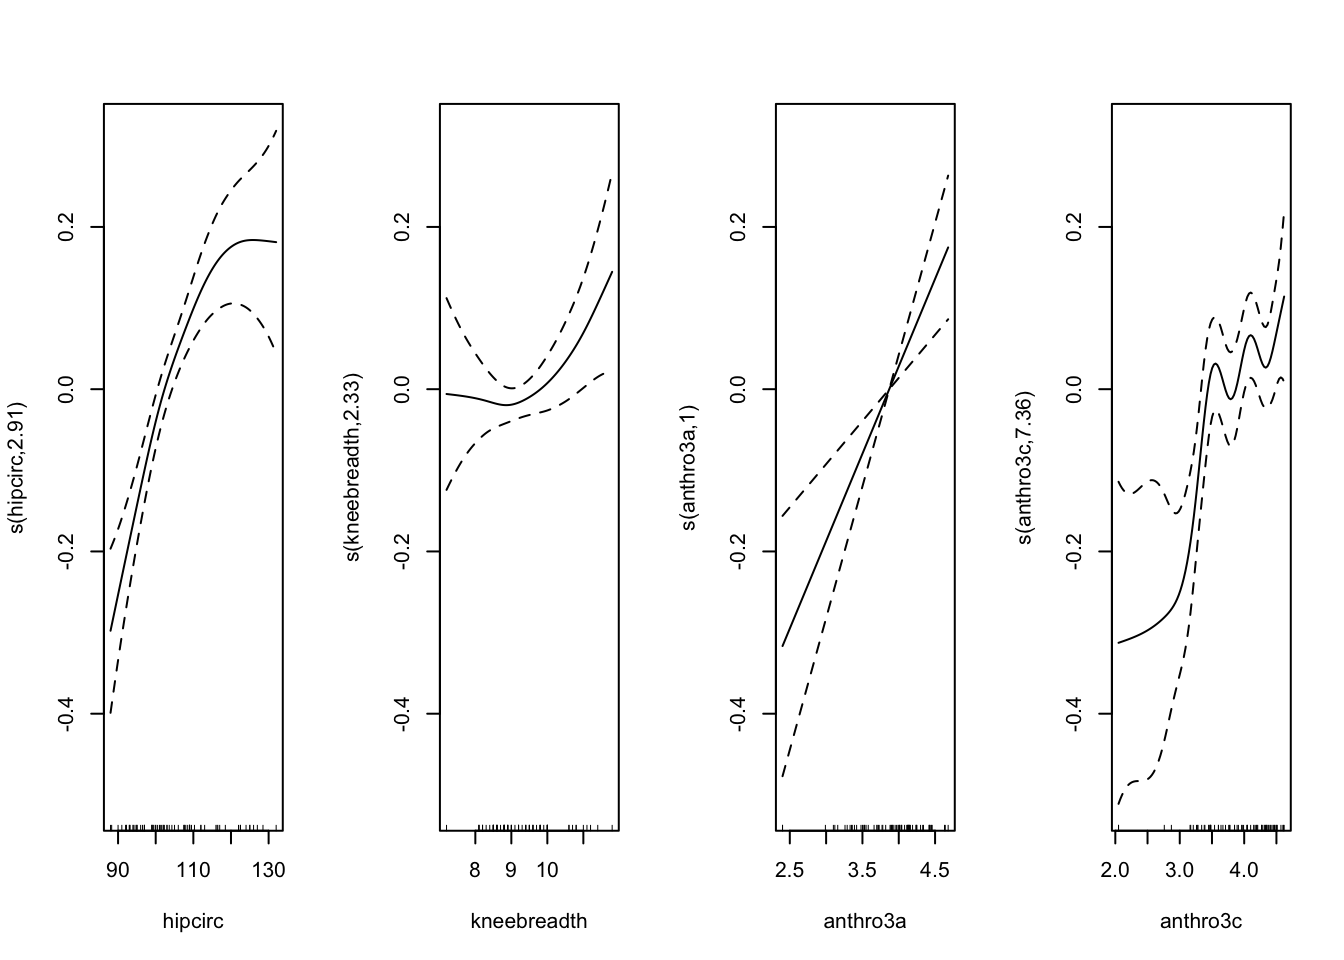 s(hipcirc,2.91)
0.2
0.0
-0.2
-0.4
90 110 130
hipcirc
s(kneebreadth,2.33)
0.2
0.0
-0.2
-0.4
8 9 10
kneebreadth
s(anthro3a,1)
0.2
0.0
-0.2
-0.4
2.5 3.5 4.5
anthro3a
s(anthro3c,7.36)
0.2
0.0
-0.2
-0.4
2.0 3.0 4.0
anthro3c